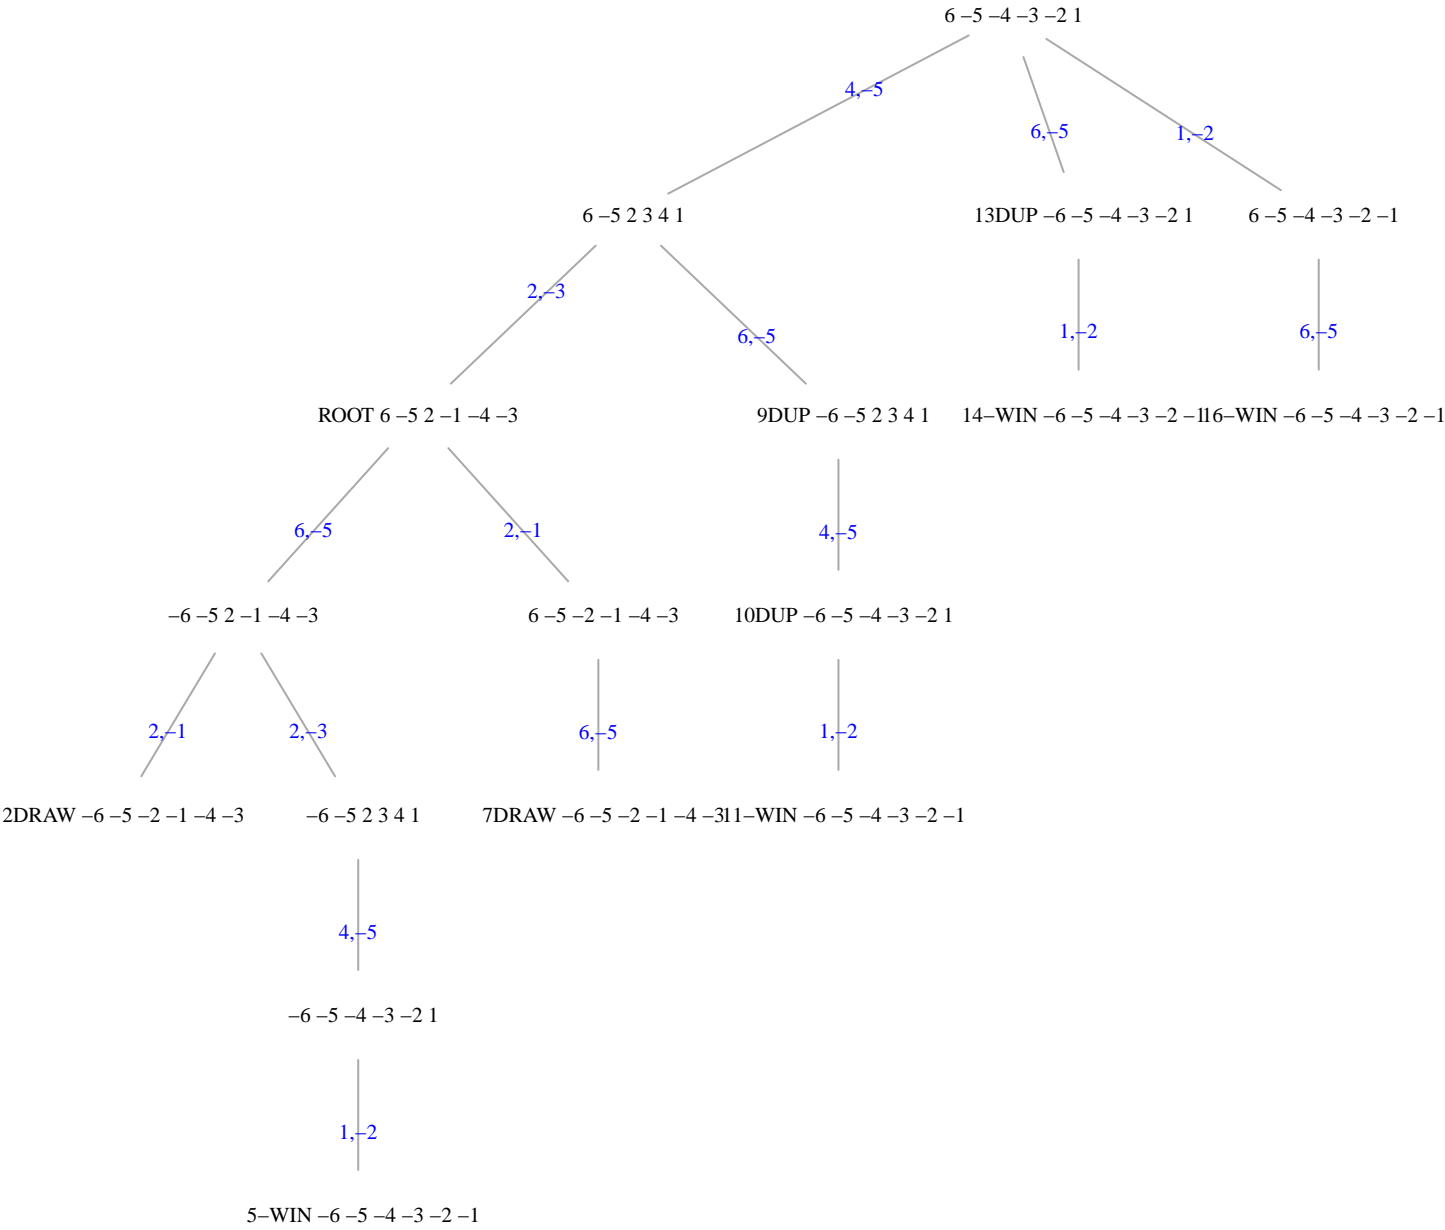 6 –5 –4 –3 –2 1
4,–5
6,–5
1,–2
6 –5 2 3 4 1
13DUP –6 –5 –4 –3 –2 1
6 –5 –4 –3 –2 –1
2,–3
6,–5
1,–2
6,–5
ROOT 6 –5 2 –1 –4 –3
9DUP –6 –5 2 3 4 1
14–WIN –6 –5 –4 –3 –2 –1
16–WIN –6 –5 –4 –3 –2 –1
6,–5
2,–1
4,–5
–6 –5 2 –1 –4 –3
6 –5 –2 –1 –4 –3
10DUP –6 –5 –4 –3 –2 1
2,–1
2,–3
6,–5
1,–2
2DRAW –6 –5 –2 –1 –4 –3
–6 –5 2 3 4 1
7DRAW –6 –5 –2 –1 –4 –3
11–WIN –6 –5 –4 –3 –2 –1
4,–5
–6 –5 –4 –3 –2 1
1,–2
5–WIN –6 –5 –4 –3 –2 –1